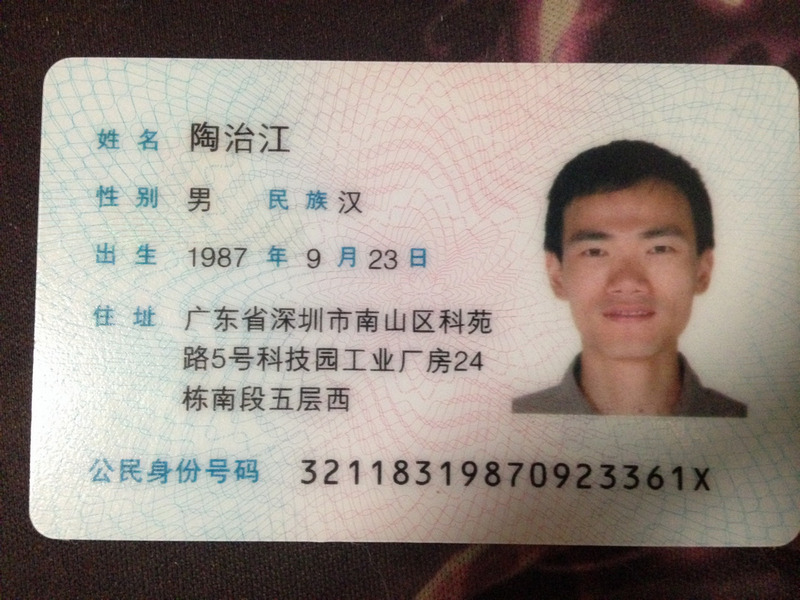 姓名 陶治江
性别 男 民族 汉
出生 1987 年 9 月 23 日
住址 广东省深圳市南山区科苑
路5号科技园工业厂房24
栋南段五层西
公民身份号码 32118319870923361X